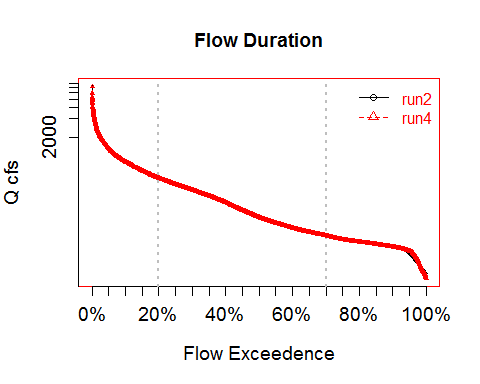 Flow Duration
run2
run4
2000
Q cfs
0% 20% 40% 60% 80% 100%
Flow Exceedence